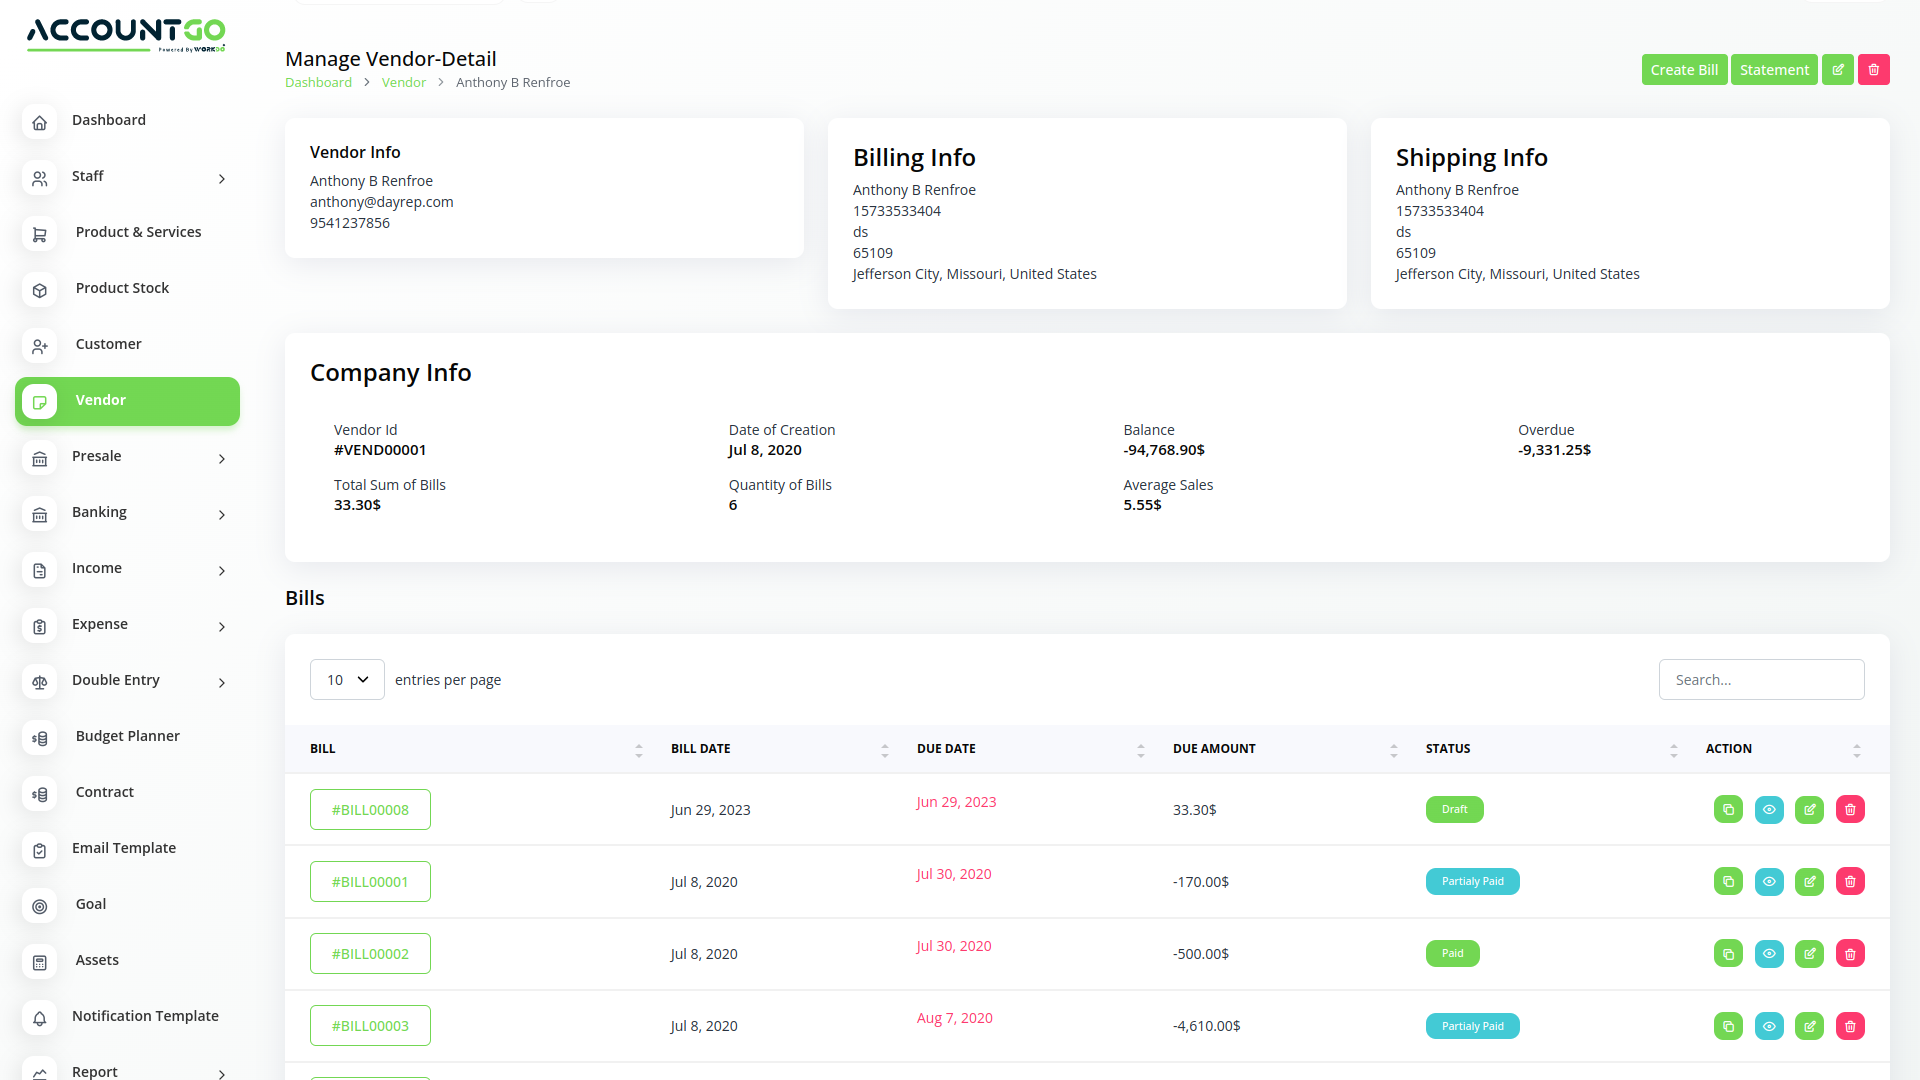 ACCOUNTGO
Powered By WORKDO
Dashboard
Staff
Product & Services
Product Stock
Customer
Vendor
Presale
Banking
Income
Expense
Double Entry
Budget Planner
Contract
Email Template
Goal
Assets
Notification Template
Report
Manage Vendor-Detail
Dashboard > Vendor > Anthony B Renfroe
Create Bill Statement
Vendor Info
Anthony B Renfroe
anthony@dayrep.com
9541237856
Billing Info
Anthony B Renfroe
15733533404
ds
65109
Jefferson City, Missouri, United States
Shipping Info
Anthony B Renfroe
15733533404
ds
65109
Jefferson City, Missouri, United States
Company Info
Vendor Id Date of Creation Balance Overdue
#VEND00001 Jul 8, 2020 -94,768.90$ -9,331.25$
Total Sum of Bills Quantity of Bills Average Sales
33.30$ 6 5.55$
Bills
10 entries per page Search...
BILL BILL DATE DUE DATE DUE AMOUNT STATUS ACTION
#BILL00008 Jun 29, 2023 Jun 29, 2023 33.30$ Draft
#BILL00001 Jul 8, 2020 Jul 30, 2020 -170.00$ Partialy Paid
#BILL00002 Jul 8, 2020 Jul 30, 2020 -500.00$ Paid
#BILL00003 Jul 8, 2020 Aug 7, 2020 -4,610.00$ Partialy Paid